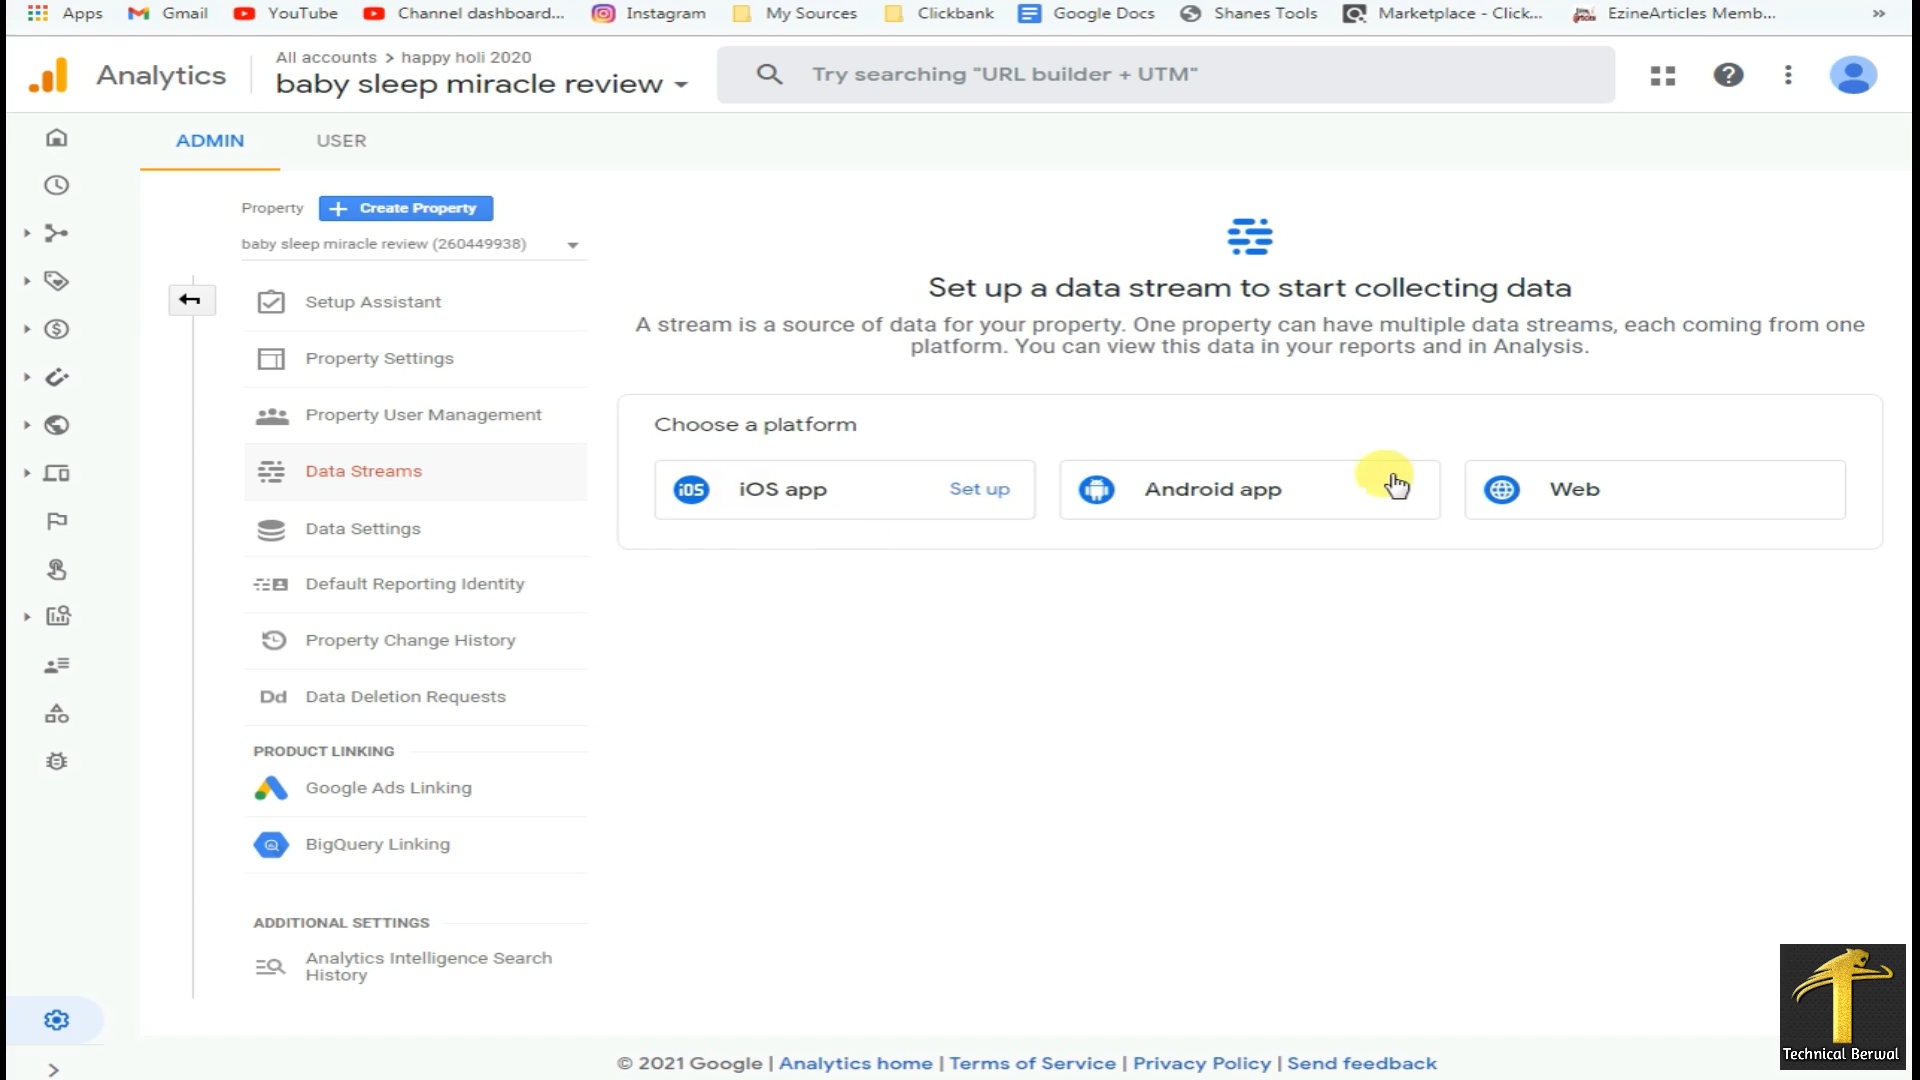 Apps Gmail YouTube Channel dashboard... Instagram My Sources Clickbank Google Docs Shanes Tools Marketplace - Click... EzineArticles Memb... »
Analytics
All accounts > happy holi 2020
baby sleep miracle review
Try searching "URL builder + UTM"
ADMIN USER
Property + Create Property
baby sleep miracle review (260449938)
Setup Assistant
Property Settings
Property User Management
Data Streams
Data Settings
Default Reporting Identity
Property Change History
Dd Data Deletion Requests
PRODUCT LINKING
Google Ads Linking
BigQuery Linking
ADDITIONAL SETTINGS
Analytics Intelligence Search
History
Set up a data stream to start collecting data
A stream is a source of data for your property. One property can have multiple data streams, each coming from one
platform. You can view this data in your reports and in Analysis.
Choose a platform
iOS iOS app Set up
Android app
Web
Technical Berwal
© 2021 Google | Analytics home | Terms of Service | Privacy Policy | Send feedback